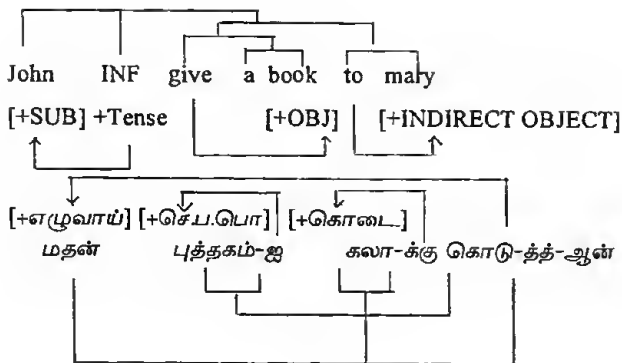 John INF give a book to mary
[+SUB] +Tense [+OBJ] [+INDIRECT OBJECT]
[+எழுவாய்] [+செ.ப.பொ] [+கொடை]
மதன் புத்தகம்-ஐ கலா-க்கு கொடு-த்த்-ஆன்